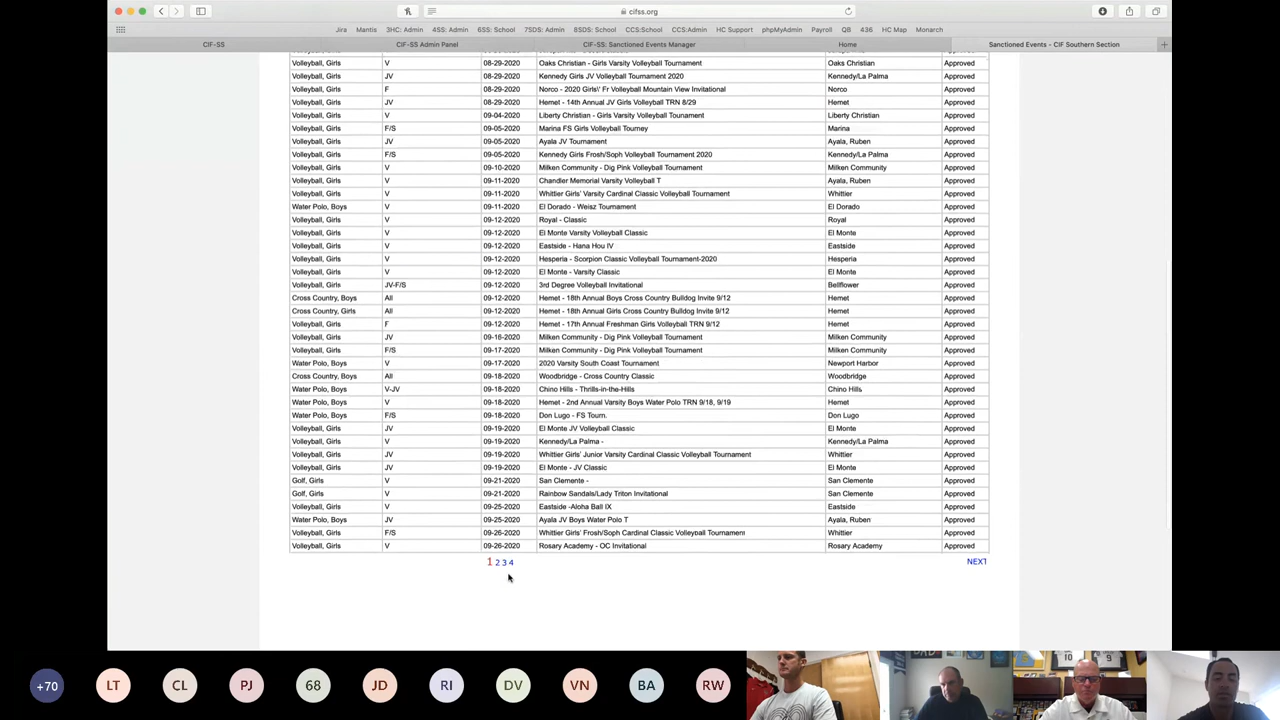 cifss.org
Jira Mantis 3HC: Admin 4SS: Admin 6SS: School 7SDS: Admin 8SDS: School CCS:School CCS:Admin HC Support phpMyAdmin Payroll QB 436 HC Map Monarch
CIF-SS CIF-SS Admin Panel CIF-SS: Sanctioned Events Manager Home Sanctioned Events - CIF Southern Section
Volleyball, Girls V 08-29-2020 Oaks Christian - Girls Varsity Volleyball Tournament Oaks Christian Approved
Volleyball, Girls JV 08-29-2020 Kennedy Girls JV Volleyball Tournament 2020 Kennedy/La Palma Approved
Volleyball, Girls F 08-29-2020 Norco - 2020 Girls\' Fr Volleyball Mountain View Invitational Norco Approved
Volleyball, Girls JV 08-29-2020 Hemet - 14th Annual JV Girls Volleyball TRN 8/29 Hemet Approved
Volleyball, Girls V 09-04-2020 Liberty Christian - Girls Varsity Volleyball Tournament Liberty Christian Approved
Volleyball, Girls F/S 09-05-2020 Marina FS Girls Volleyball Tourney Marina Approved
Volleyball, Girls JV 09-05-2020 Ayala JV Tournament Ayala, Ruben Approved
Volleyball, Girls F/S 09-05-2020 Kennedy Girls Frosh/Soph Volleyball Tournament 2020 Kennedy/La Palma Approved
Volleyball, Girls V 09-10-2020 Milken Community - Dig Pink Volleyball Tournament Milken Community Approved
Volleyball, Girls V 09-11-2020 Chandler Memorial Varsity Volleyball T Ayala, Ruben Approved
Volleyball, Girls V 09-11-2020 Whittier Girls' Varsity Cardinal Classic Volleyball Tournament Whittier Approved
Water Polo, Boys V 09-11-2020 El Dorado - Weisz Tournament El Dorado Approved
Volleyball, Girls V 09-12-2020 Royal - Classic Royal Approved
Volleyball, Girls V 09-12-2020 El Monte Varsity Volleyball Classic El Monte Approved
Volleyball, Girls V 09-12-2020 Eastside - Hana Hou IV Eastside Approved
Volleyball, Girls V 09-12-2020 Hesperia - Scorpion Classic Volleyball Tournament-2020 Hesperia Approved
Volleyball, Girls V 09-12-2020 El Monte - Varsity Classic El Monte Approved
Volleyball, Girls JV-F/S 09-12-2020 3rd Degree Volleyball Invitational Bellflower Approved
Cross Country, Boys All 09-12-2020 Hemet - 18th Annual Boys Cross Country Bulldog Invite 9/12 Hemet Approved
Cross Country, Girls All 09-12-2020 Hemet - 18th Annual Girls Cross Country Bulldog Invite 9/12 Hemet Approved
Volleyball, Girls F 09-12-2020 Hemet - 17th Annual Freshman Girls Volleyball TRN 9/12 Hemet Approved
Volleyball, Girls JV 09-16-2020 Milken Community - Dig Pink Volleyball Tournament Milken Community Approved
Volleyball, Girls F/S 09-17-2020 Milken Community - Dig Pink Volleyball Tournament Milken Community Approved
Water Polo, Boys V 09-17-2020 2020 Varsity South Coast Tournament Newport Harbor Approved
Cross Country, Boys All 09-18-2020 Woodbridge - Cross Country Classic Woodbridge Approved
Water Polo, Boys V-JV 09-18-2020 Chino Hills - Thrills-in-the-Hills Chino Hills Approved
Water Polo, Boys V 09-18-2020 Hemet - 2nd Annual Varsity Boys Water Polo TRN 9/18, 9/19 Hemet Approved
Water Polo, Boys F/S 09-18-2020 Don Lugo - FS Tourn. Don Lugo Approved
Volleyball, Girls JV 09-19-2020 El Monte JV Volleyball Classic El Monte Approved
Volleyball, Girls V 09-19-2020 Kennedy/La Palma - Kennedy/La Palma Approved
Volleyball, Girls JV 09-19-2020 Whittier Girls' Junior Varsity Cardinal Classic Volleyball Tournament Whittier Approved
Volleyball, Girls JV 09-19-2020 El Monte - JV Classic El Monte Approved
Golf, Girls V 09-21-2020 San Clemente - San Clemente Approved
Golf, Girls V 09-21-2020 Rainbow Sandals/Lady Triton Invitational San Clemente Approved
Volleyball, Girls V 09-25-2020 Eastside -Aloha Ball IX Eastside Approved
Water Polo, Boys JV 09-25-2020 Ayala JV Boys Water Polo T Ayala, Ruben Approved
Volleyball, Girls F/S 09-26-2020 Whittier Girls' Frosh/Soph Cardinal Classic Volleyball Tournament Whittier Approved
Volleyball, Girls V 09-26-2020 Rosary Academy - OC Invitational Rosary Academy Approved
1 2 3 4 NEXT
+70 LT CL PJ 68 JD RI DV VN BA RW